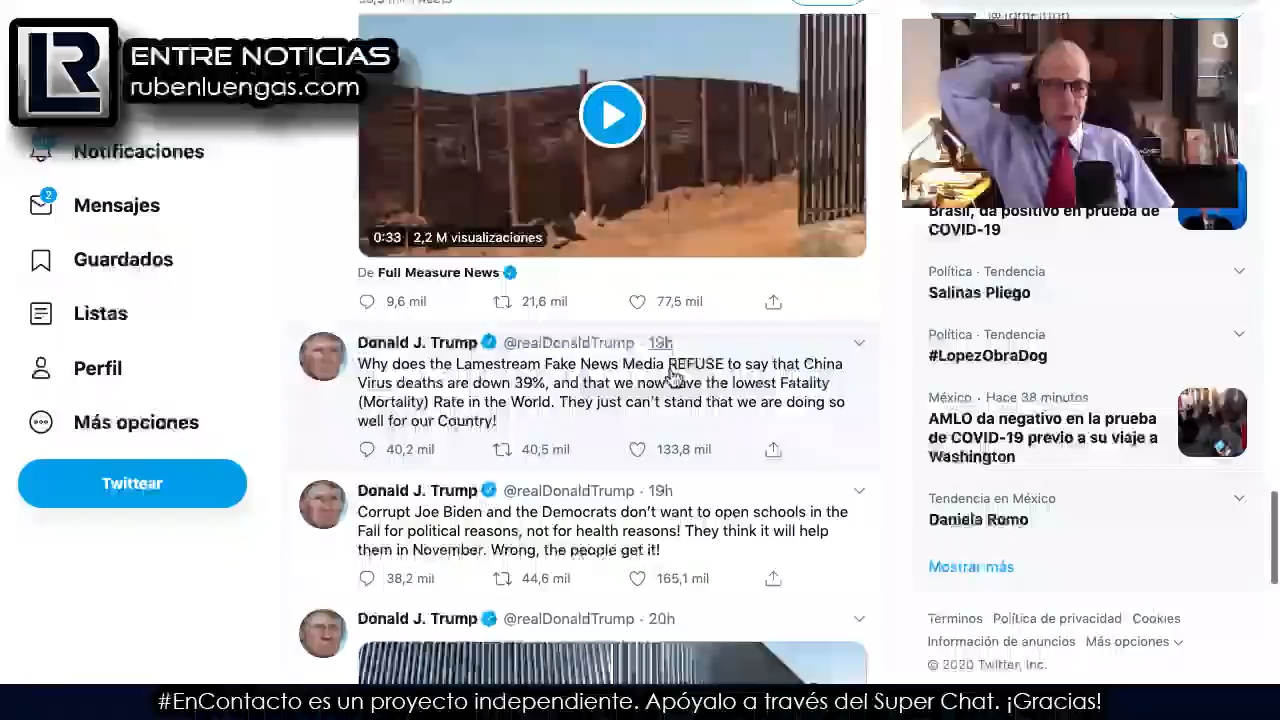 ENTRE NOTICIAS
rubenluengas.com
LR
Notificaciones
2
Mensajes
Guardados
Listas
Perfil
Más opciones
Twittear
0:33
2,2 M visualizaciones
De Full Measure News
9,6 mil
21,6 mil
77,5 mil
Donald J. Trump @realDonaldTrump · 19h
Why does the Lamestream Fake News Media REFUSE to say that China
Virus deaths are down 39%, and that we now have the lowest Fatality
(Mortality) Rate in the World. They just can't stand that we are doing so
well for our Country!
40,2 mil
40,5 mil
133,8 mil
Donald J. Trump @realDonaldTrump · 19h
Corrupt Joe Biden and the Democrats don't want to open schools in the
Fall for political reasons, not for health reasons! They think it will help
them in November. Wrong, the people get it!
38,2 mil
44,6 mil
165,1 mil
Donald J. Trump @realDonaldTrump · 20h
Brasil, da positivo en prueba de
COVID-19
Política · Tendencia
Salinas Pliego
Política · Tendencia
#LopezObraDog
México · Hace 38 minutos
AMLO da negativo en la prueba
de COVID-19 previo a su viaje a
Washington
Tendencia en México
Daniela Romo
Mostrar más
Términos Política de privacidad Cookies
Información de anuncios Más opciones
© 2020 Twitter, Inc.
#EnContacto es un proyecto independiente. Apóyalo a través del Super Chat. ¡Gracias!